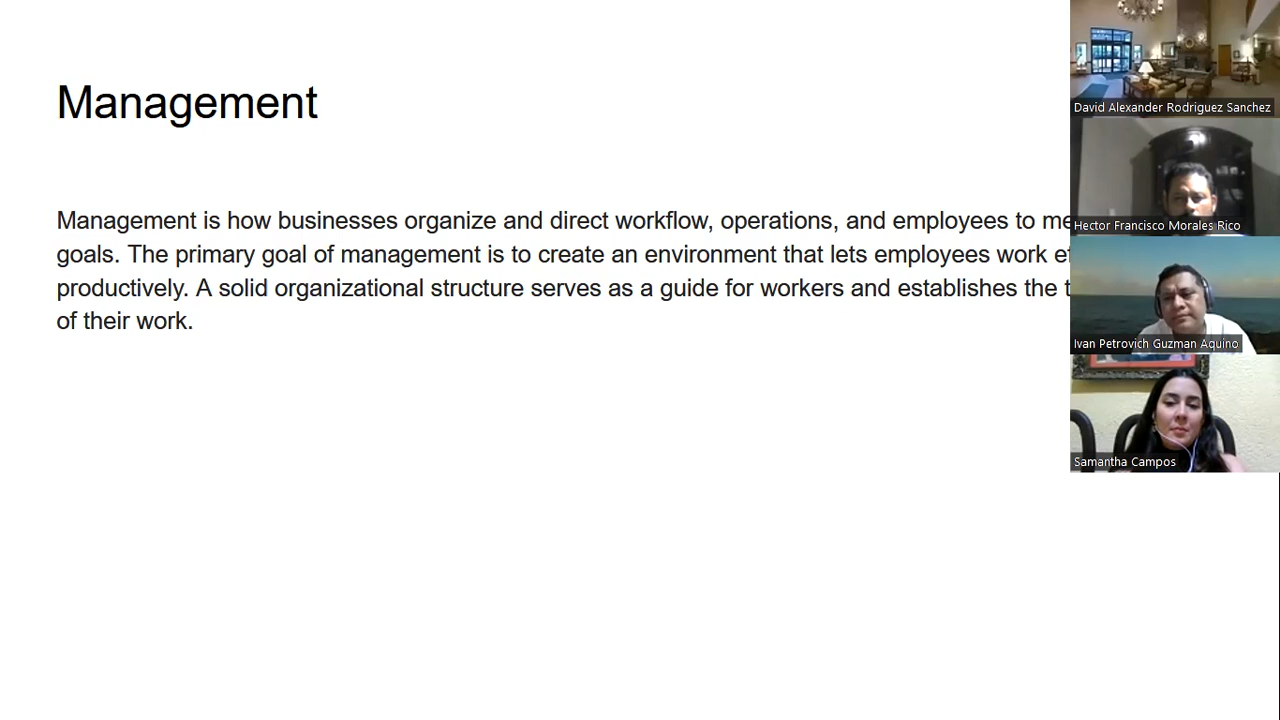 Management
Management is how businesses organize and direct workflow, operations, and employees to
goals. The primary goal of management is to create an environment that lets employees work
productively. A solid organizational structure serves as a guide for workers and establishes the
of their work.
David Alexander Rodríguez Sanchez
Hector Francisco Morales Rico
Ivan Petrovich Guzman Aquino
Samantha Campos